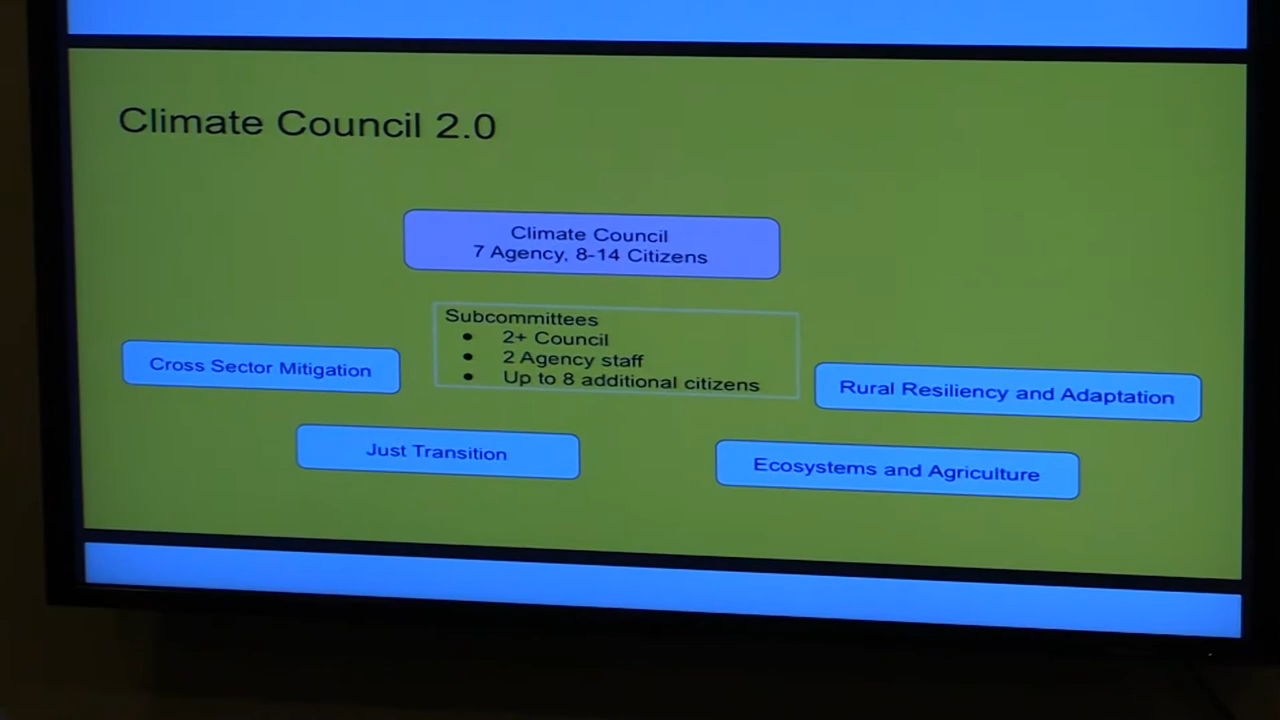 Climate Council 2.0
Climate Council
7 Agency, 8-14 Citizens
Subcommittees
● 2+ Council
● 2 Agency staff
● Up to 8 additional citizens
Cross Sector Mitigation
Rural Resiliency and Adaptation
Just Transition
Ecosystems and Agriculture